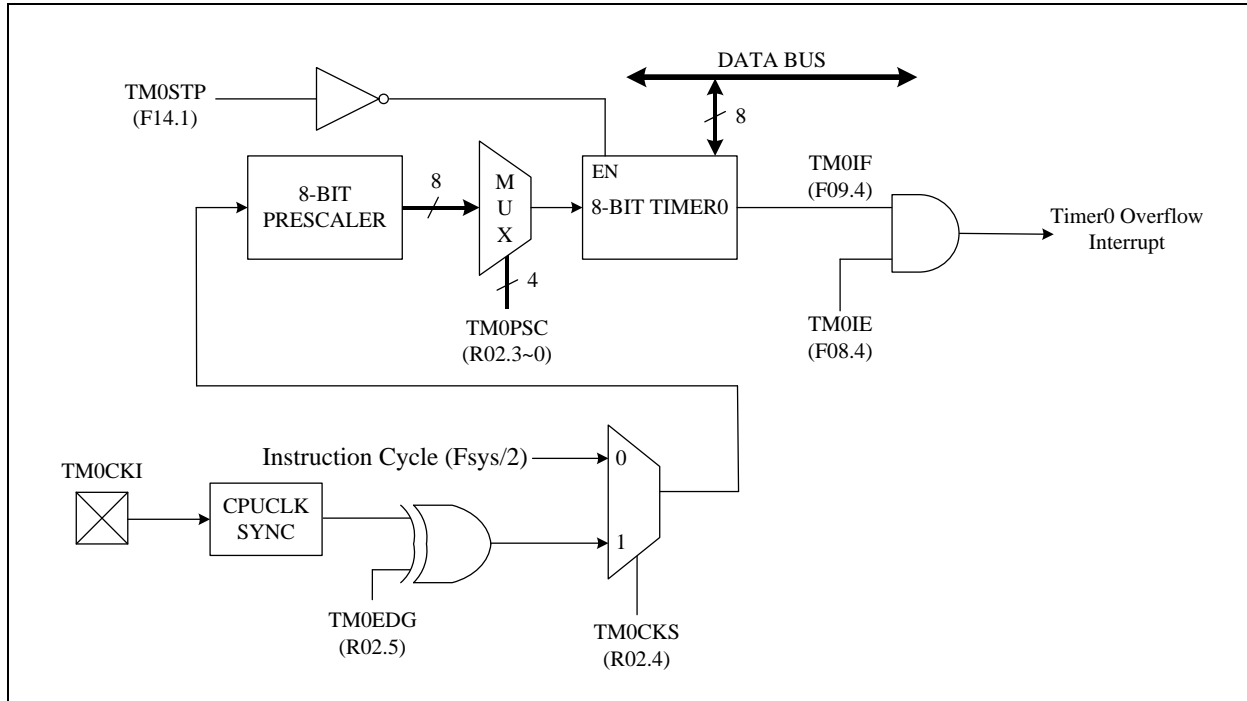 DATA BUS
TM0STP
(F14.1)
8
EN
8-BIT TIMER0
8-BIT
PRESCALER
8
M
U
X
4
TM0PSC
(R02.3~0)
TM0IF
(F09.4)
Timer0 Overflow
Interrupt
TM0IE
(F08.4)
Instruction Cycle (Fsys/2)
0
1
TM0CKI
CPUCLK
SYNC
TM0EDG
(R02.5)
TM0CKS
(R02.4)